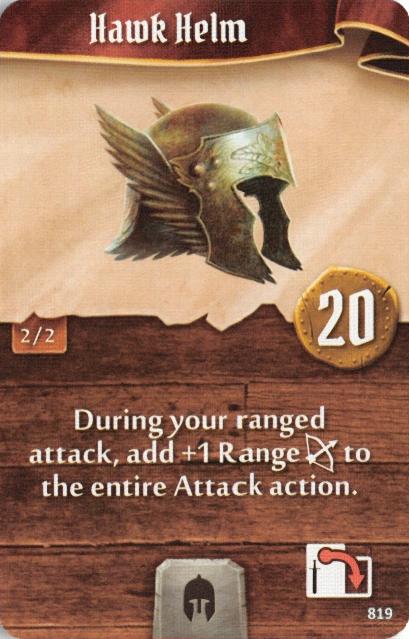 Hawk Helm
20
2/2
During your ranged
attack, add +1 Range to
the entire Attack action.
819